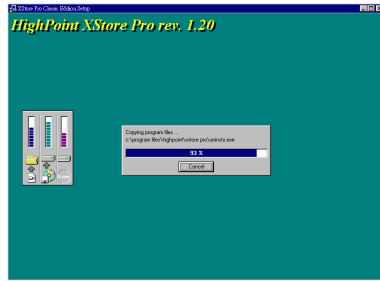 XStore Pro Classic Edition Setup
HighPoint XStore Pro rev. 1.20
Copying program files ...
c:\program files\highpoint\xstore pro\uninstx.exe
93 %
Cancel